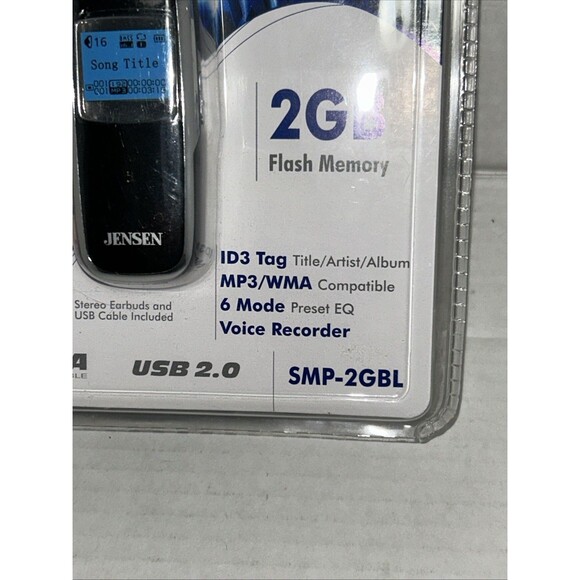 16
Song Title
2GB
Flash Memory
JENSEN
ID3 Tag Title/Artist/Album
MP3/WMA Compatible
6 Mode Preset EQ
Voice Recorder
Stereo Earbuds and
USB Cable Included
USB 2.0
SMP-2GBL